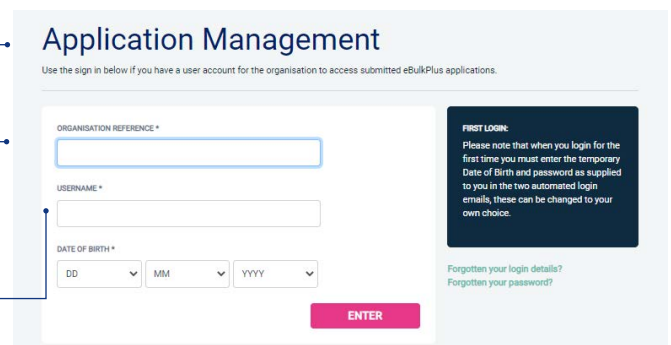 Application Management
Use the sign in below if you have a user account for the organisation to access submitted eBulkPlus applications.
ORGANISATION REFERENCE *
USERNAME *
DATE OF BIRTH *
DD
MM
YYYY
ENTER
FIRST LOGIN:
Please note that when you login for the
first time you must enter the temporary
Date of Birth and password as supplied
to you in the two automated login
emails, these can be changed to your
own choice.
Forgotten your login details?
Forgotten your password?